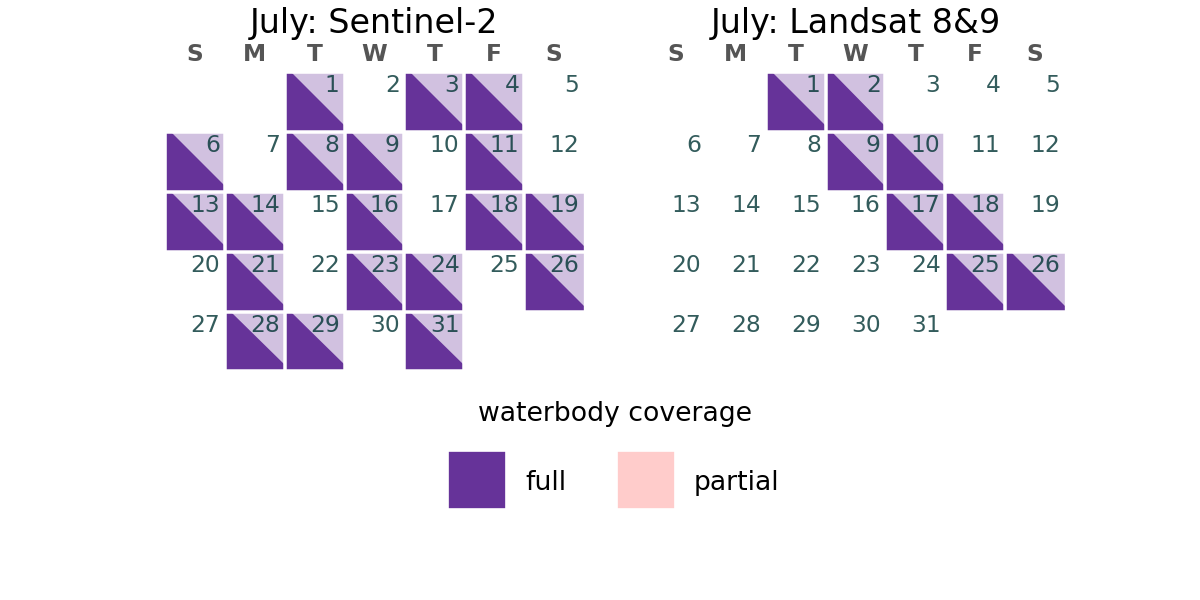 July: Sentinel-2
S M T W T F S
1 2 3 4 5
6 7 8 9 10 11 12
13 14 15 16 17 18 19
20 21 22 23 24 25 26
27 28 29 30 31
July: Landsat 8&9
S M T W T F S
1 2 3 4 5
6 7 8 9 10 11 12
13 14 15 16 17 18 19
20 21 22 23 24 25 26
27 28 29 30 31
waterbody coverage
full partial